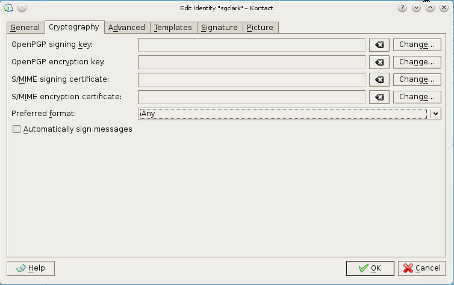 Edit Identity "sgclark" - Kontact
General Cryptography Advanced Templates Signature Picture
OpenPGP signing key: Change...
OpenPGP encryption key: Change...
S/MIME signing certificate: Change...
S/MIME encryption certificate: Change...
Preferred format: Any
Automatically sign messages
Help OK Cancel